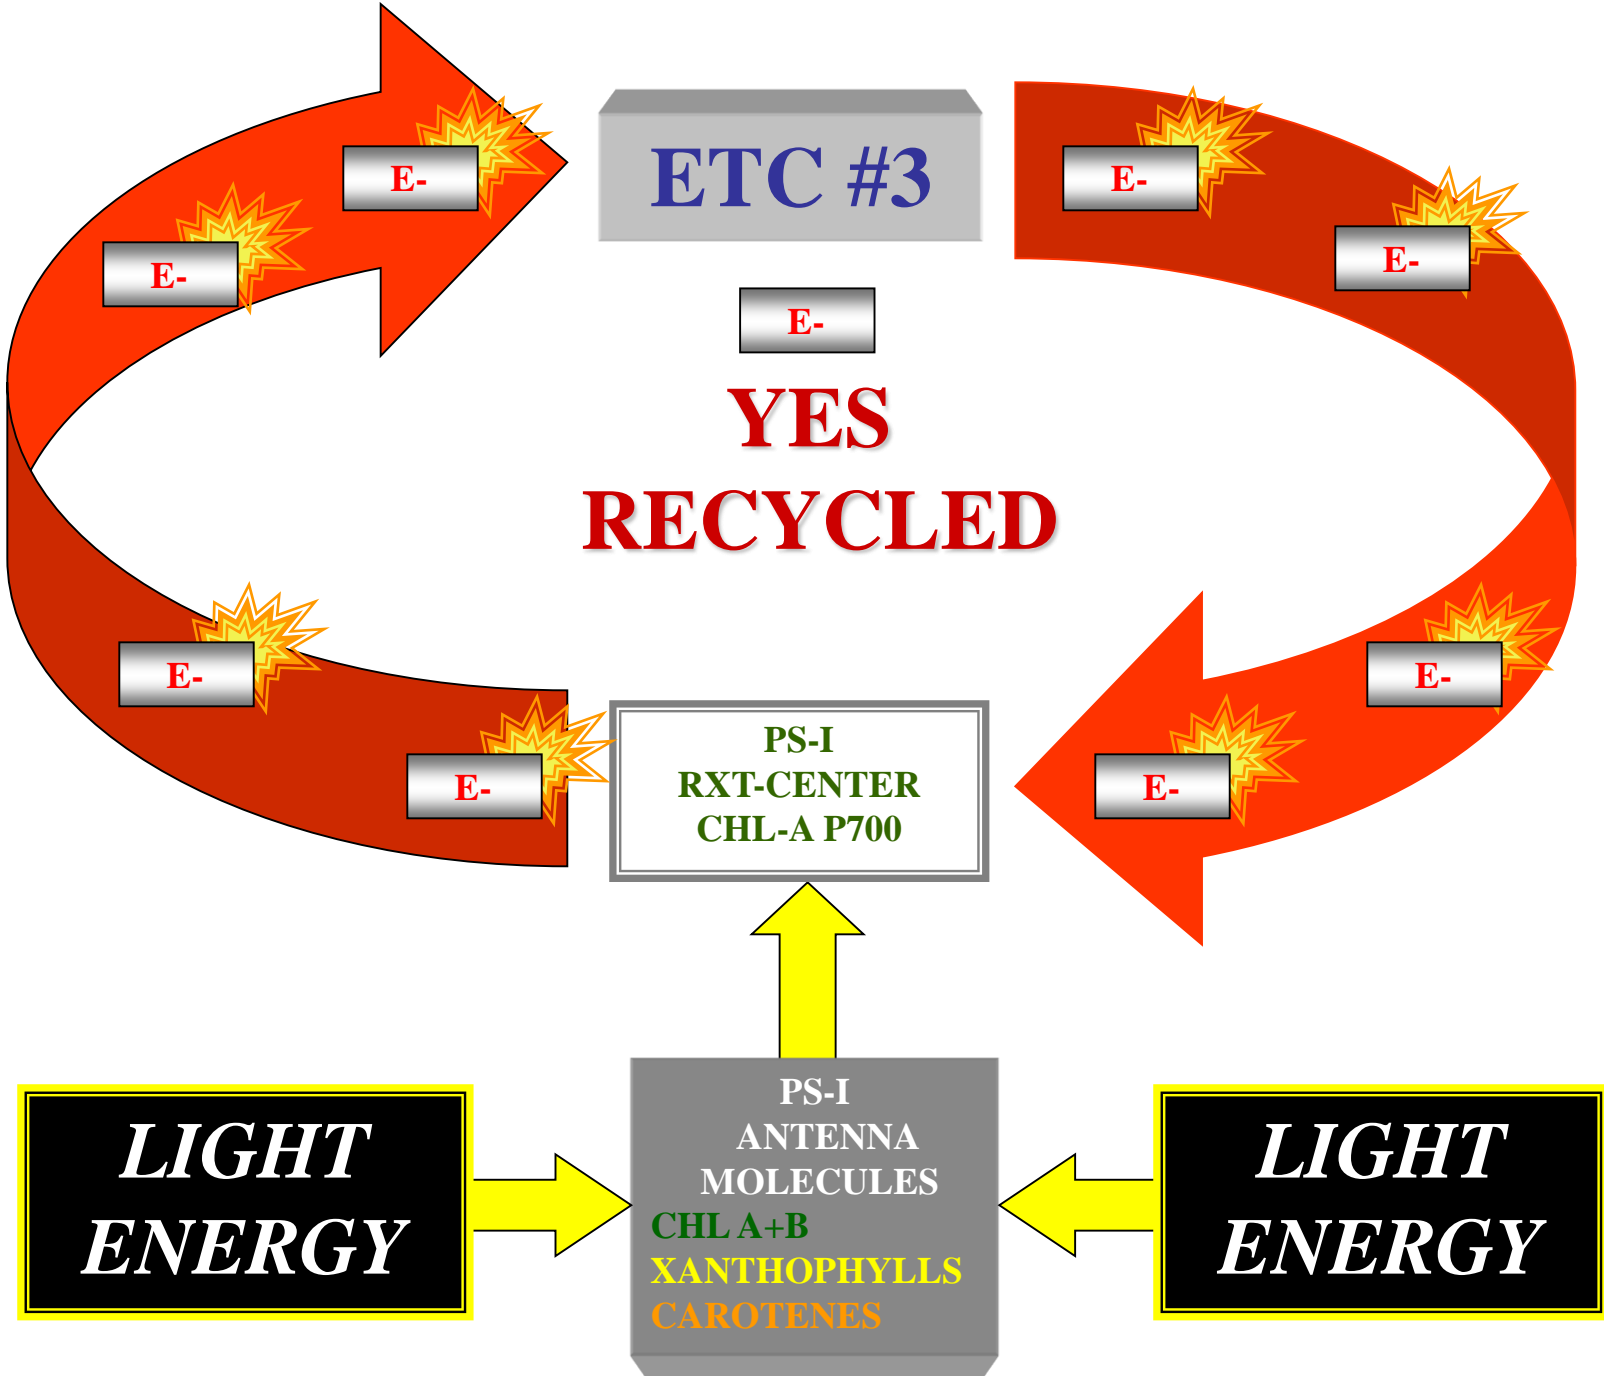 E-
ETC #3
E-
E-
E-
E-
E-
YES
RECYCLED
E-
E-
E-
E-
PS-I
RXT-CENTER
CHL-A P700
LIGHT
ENERGY
PS-I
ANTENNA
MOLECULES
CHL A+B
XANTHOPHYLLS
CAROTENES
LIGHT
ENERGY